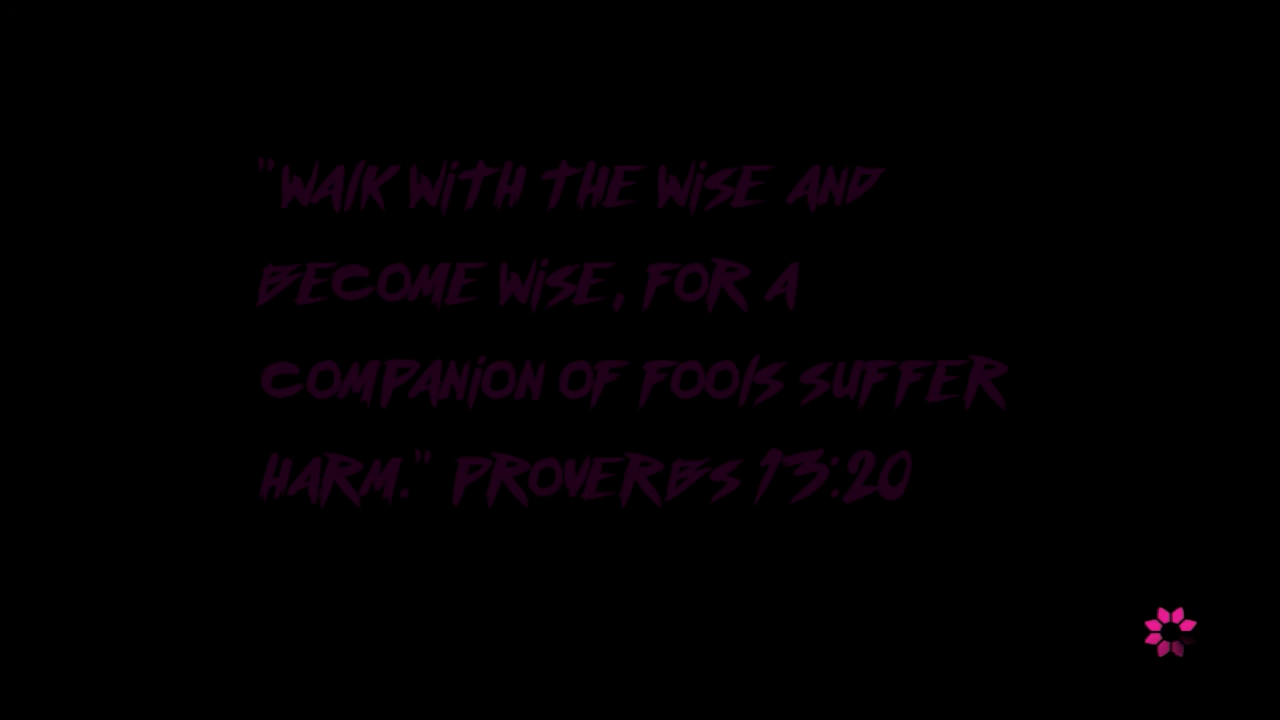 "WALK WiTH THE WiSE AND
BECOME WiSE, FOR A
COMPANiON OF FOOLS SUFFER
HARM." PROVERBS 13:20